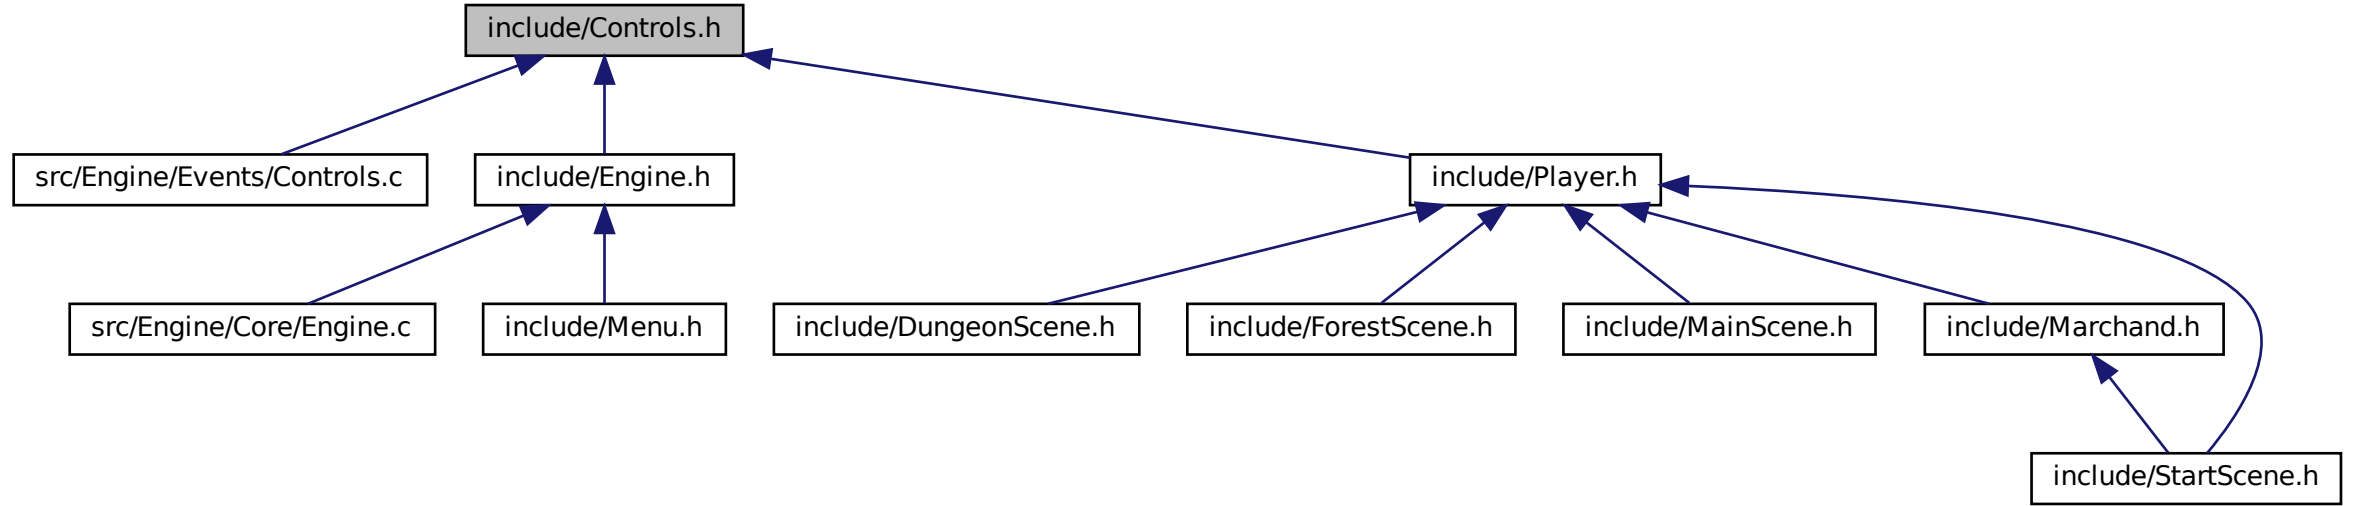 include/Controls.h
src/Engine/Events/Controls.c
include/Engine.h
include/Player.h
src/Engine/Core/Engine.c
include/Menu.h
include/DungeonScene.h
include/ForestScene.h
include/MainScene.h
include/Marchand.h
include/StartScene.h